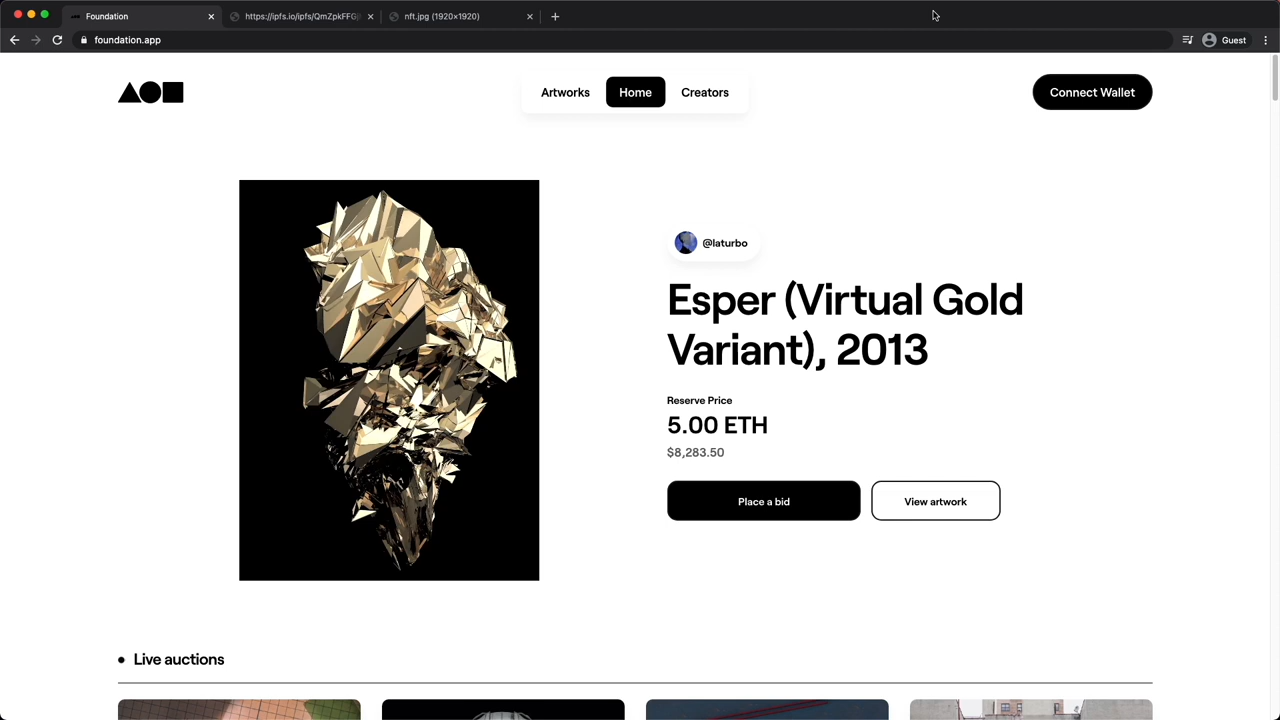 Foundation
https://ipfs.io/ipfs/QmZpkFFG
nft.jpg (1920×1920)
foundation.app
Guest
Artworks
Home
Creators
Connect Wallet
@laturbo
Esper (Virtual Gold
Variant), 2013
Reserve Price
5.00 ETH
$8,283.50
Place a bid
View artwork
Live auctions